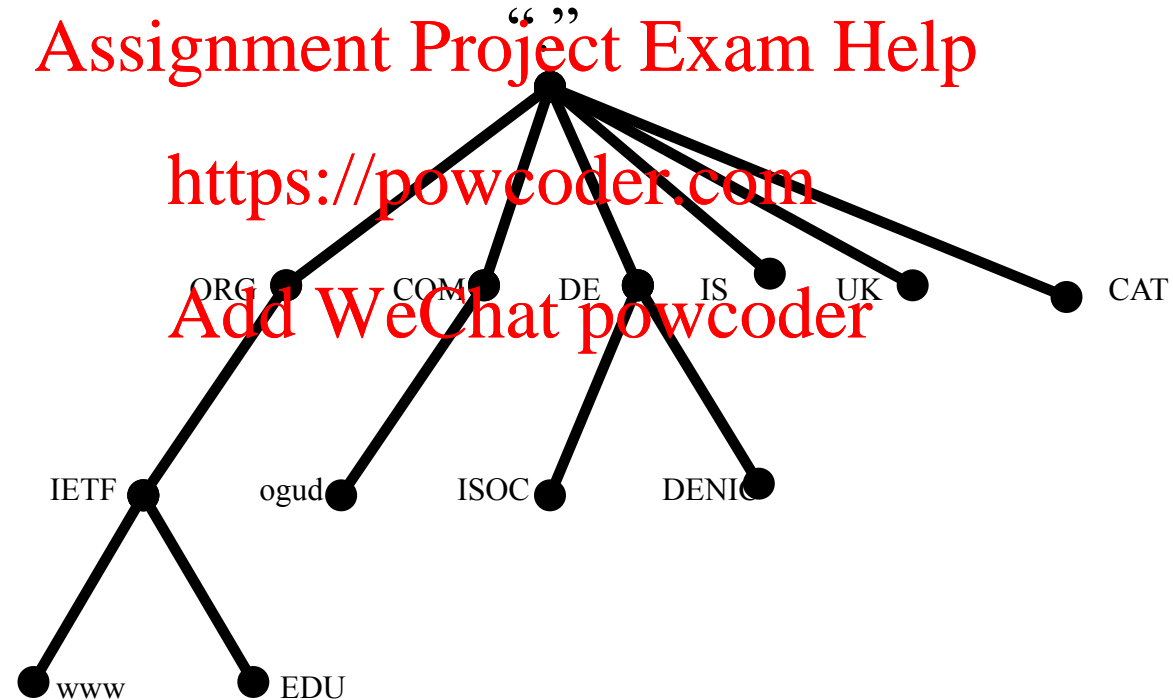 “.”
Assignment Project Exam Help
https://powcoder.com
ORG COM DE IS UK CAT
Add WeChat powcoder
IETF ogud ISOC DENIC
www EDU